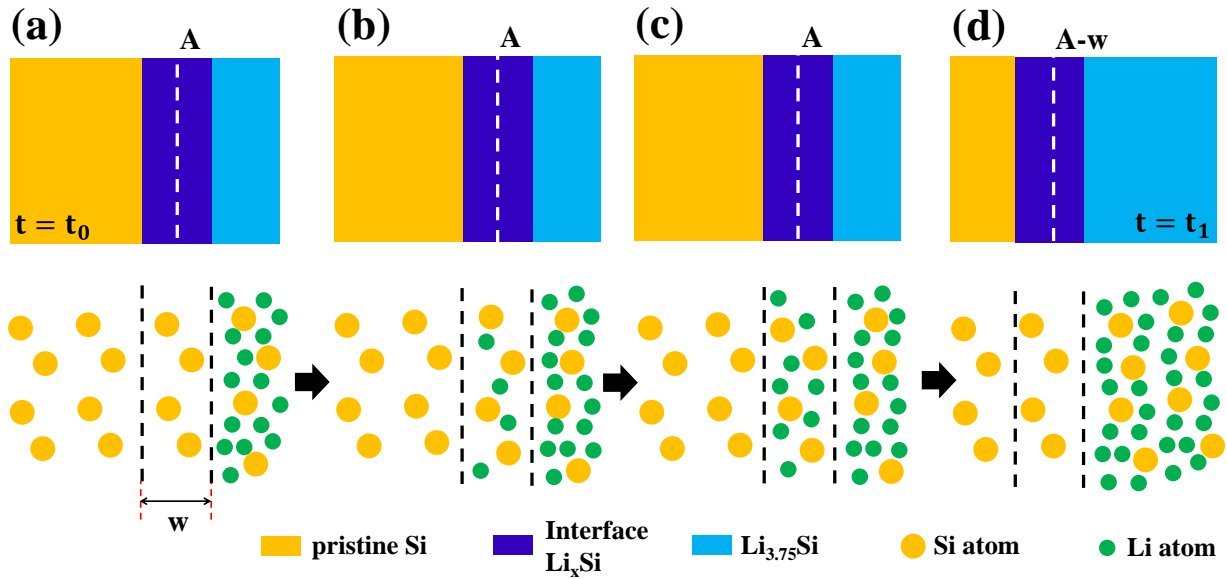 (a)
A
(b)
A
(c)
A
(d)
A-w
t = t₀
t = t₁
w
pristine Si
Interface
LiₓSi
Li₃.₇₅Si
Si atom
Li atom